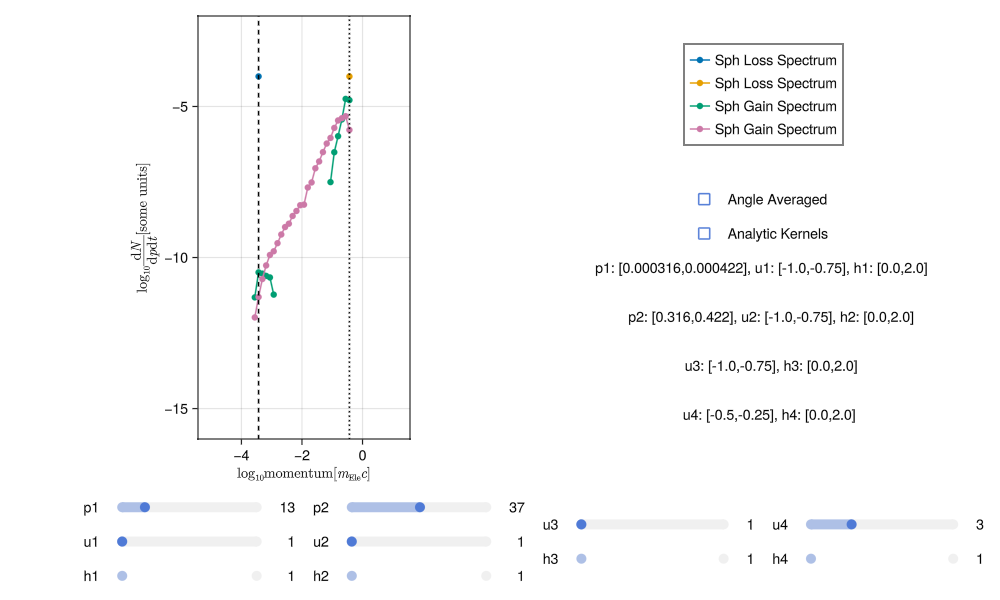 Sph Loss Spectrum
Sph Loss Spectrum
Sph Gain Spectrum
Sph Gain Spectrum
−5
−10
−15
log₁₀ dN/dpdt [some units]
−4
−2
0
log₁₀momentum[m_Ele c]
Angle Averaged
Analytic Kernels
p1: [0.000316,0.000422], u1: [-1.0,-0.75], h1: [0.0,2.0]
p2: [0.316,0.422], u2: [-1.0,-0.75], h2: [0.0,2.0]
u3: [-1.0,-0.75], h3: [0.0,2.0]
u4: [-0.5,-0.25], h4: [0.0,2.0]
p1 13 p2 37
u1 1 u2 1
h1 1 h2 1
u3 1 u4 3
h3 1 h4 1